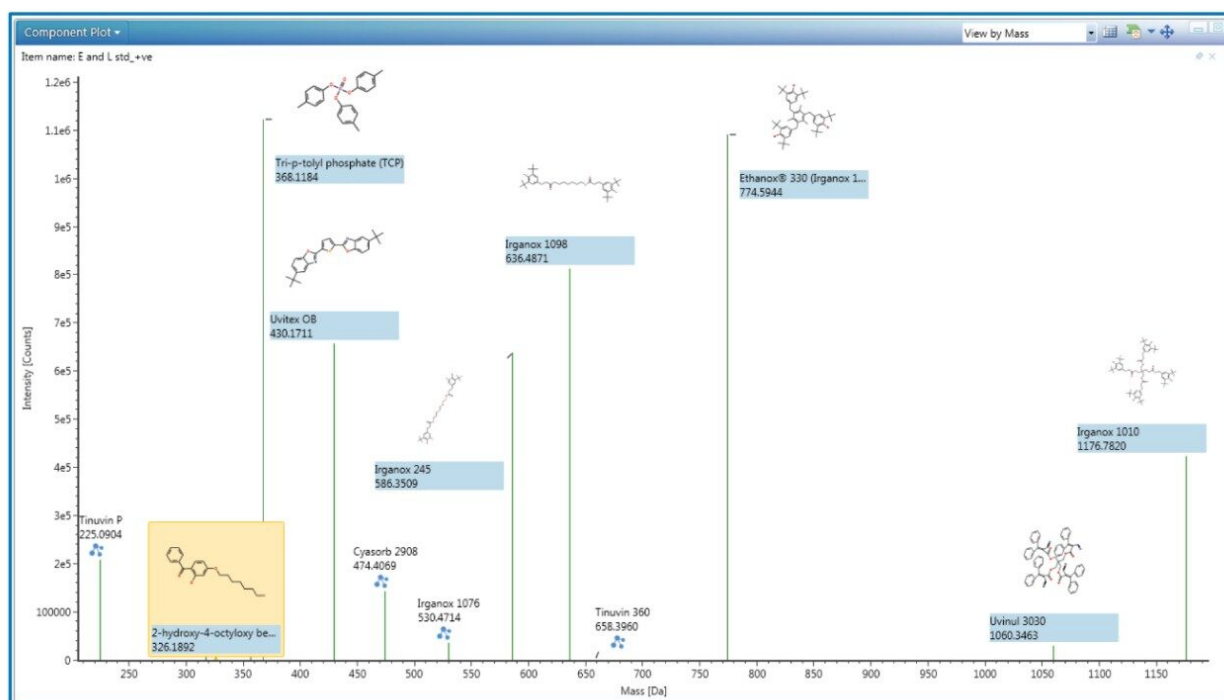 Component Plot
View by Mass
Item name: E and L std_+ve
1.2e6
1.1e6
1e6
9e5
8e5
7e5
6e5
5e5
4e5
3e5
2e5
100000
0
Intensity [Counts]
Tri-p-tolyl phosphate (TCP)
368.1184
Ethanox® 330 (Irganox 1...
774.5944
Irganox 1098
636.4871
Uvitex OB
430.1711
Irganox 1010
1176.7820
Irganox 245
586.3509
Tinuvin P
225.0904
Cyasorb 2908
474.4069
Irganox 1076
530.4714
Tinuvin 360
658.3960
Uvinul 3030
1060.3463
2-hydroxy-4-octyloxy be...
326.1892
250 300 350 400 450 500 550 600 650 700 750 800 850 900 950 1000 1050 1100 1150
Mass [Da]